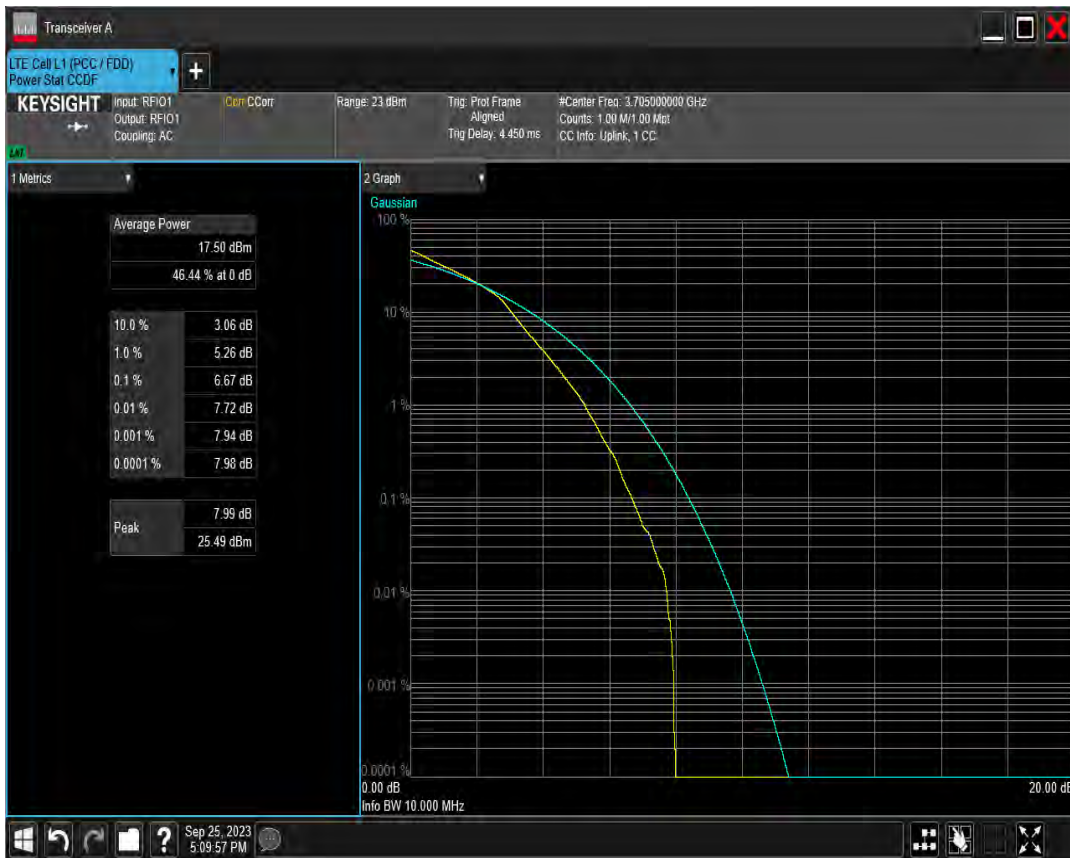 Transceiver A
LTE Cell L1 (PCC / FDD)
Power Stat CCDF
+
KEYSIGHT
Input: RFIO1
Output: RFIO1
Coupling: AC
Corr CCorr
Range: 23 dBm
Trig: Prot Frame
Aligned
Trig Delay: 4.450 ms
#Center Freq: 3.705000000 GHz
Counts: 1.00 M/1.00 Mpt
CC Info: Uplink, 1 CC
1 Metrics
Average Power
17.50 dBm
46.44 % at 0 dB
10.0 % 3.06 dB
1.0 % 5.26 dB
0.1 % 6.67 dB
0.01 % 7.72 dB
0.001 % 7.94 dB
0.0001 % 7.98 dB
Peak
7.99 dB
25.49 dBm
2 Graph
Gaussian
100 %
10 %
1 %
0.1 %
0.01 %
0.001 %
0.0001 %
0.00 dB
20.00 dB
Info BW 10.000 MHz
?
Sep 25, 2023
5:09:57 PM